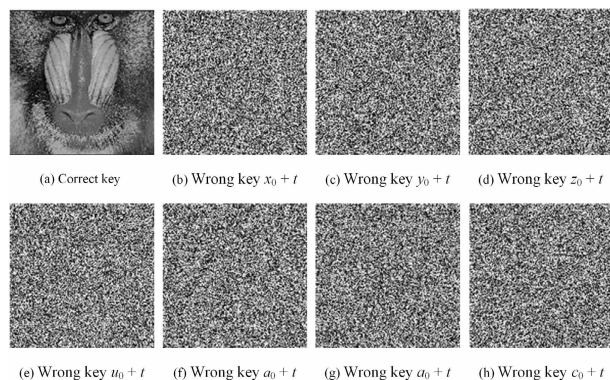 (a) Correct key (b) Wrong key x₀ + t (c) Wrong key y₀ + t (d) Wrong key z₀ + t
(e) Wrong key u₀ + t (f) Wrong key a₀ + t (g) Wrong key a₀ + t (h) Wrong key c₀ + t